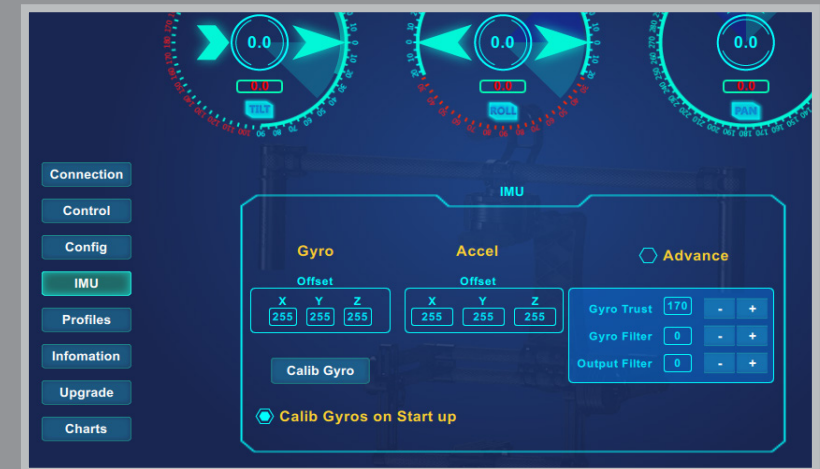 0.0 0.0 0.0
0.0 0.0 0.0
TILT ROLL PAN
Connection
Control
Config
IMU
Profiles
Infomation
Upgrade
Charts
IMU
Gyro Accel Advance
Offset Offset
X Y Z X Y Z
255 255 255 255 255 255
Gyro Trust 170 - +
Gyro Filter 0 - +
Output Filter 0 - +
Calib Gyro
Calib Gyros on Start up